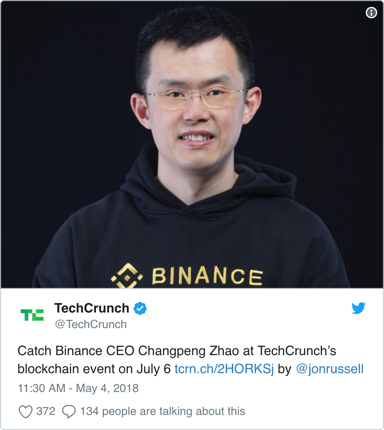 BINANCE
TechCrunch
@TechCrunch
Catch Binance CEO Changpeng Zhao at TechCrunch’s
blockchain event on July 6 tcrn.ch/2HORKSj by @jonrussell
11:30 AM - May 4, 2018
372 134 people are talking about this